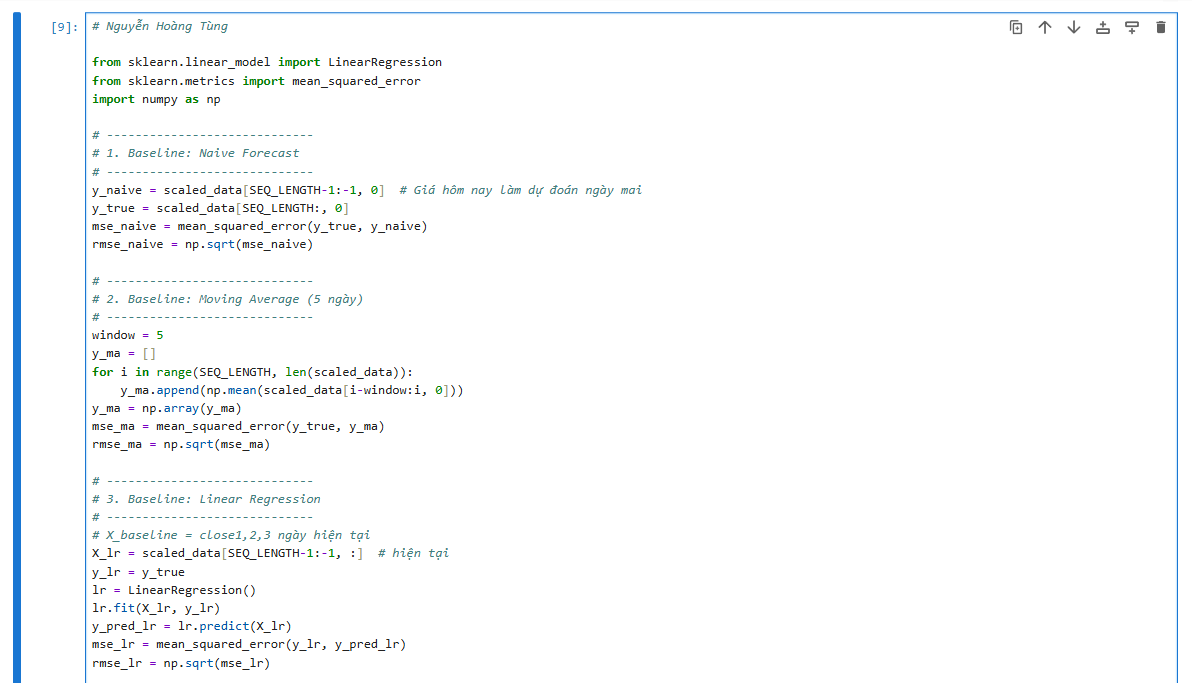 [9]: # Nguyễn Hoàng Tùng
from sklearn.linear_model import LinearRegression
from sklearn.metrics import mean_squared_error
import numpy as np
# -----------------------------
# 1. Baseline: Naive Forecast
# -----------------------------
y_naive = scaled_data[SEQ_LENGTH-1:-1, 0]  # Giá hôm nay làm dự đoán ngày mai
y_true = scaled_data[SEQ_LENGTH:, 0]
mse_naive = mean_squared_error(y_true, y_naive)
rmse_naive = np.sqrt(mse_naive)
# -----------------------------
# 2. Baseline: Moving Average (5 ngày)
# -----------------------------
window = 5
y_ma = []
for i in range(SEQ_LENGTH, len(scaled_data)):
    y_ma.append(np.mean(scaled_data[i-window:i, 0]))
y_ma = np.array(y_ma)
mse_ma = mean_squared_error(y_true, y_ma)
rmse_ma = np.sqrt(mse_ma)
# -----------------------------
# 3. Baseline: Linear Regression
# -----------------------------
# X_baseline = close1,2,3 ngày hiện tại
X_lr = scaled_data[SEQ_LENGTH-1:-1, :]  # hiện tại
y_lr = y_true
lr = LinearRegression()
lr.fit(X_lr, y_lr)
y_pred_lr = lr.predict(X_lr)
mse_lr = mean_squared_error(y_lr, y_pred_lr)
rmse_lr = np.sqrt(mse_lr)